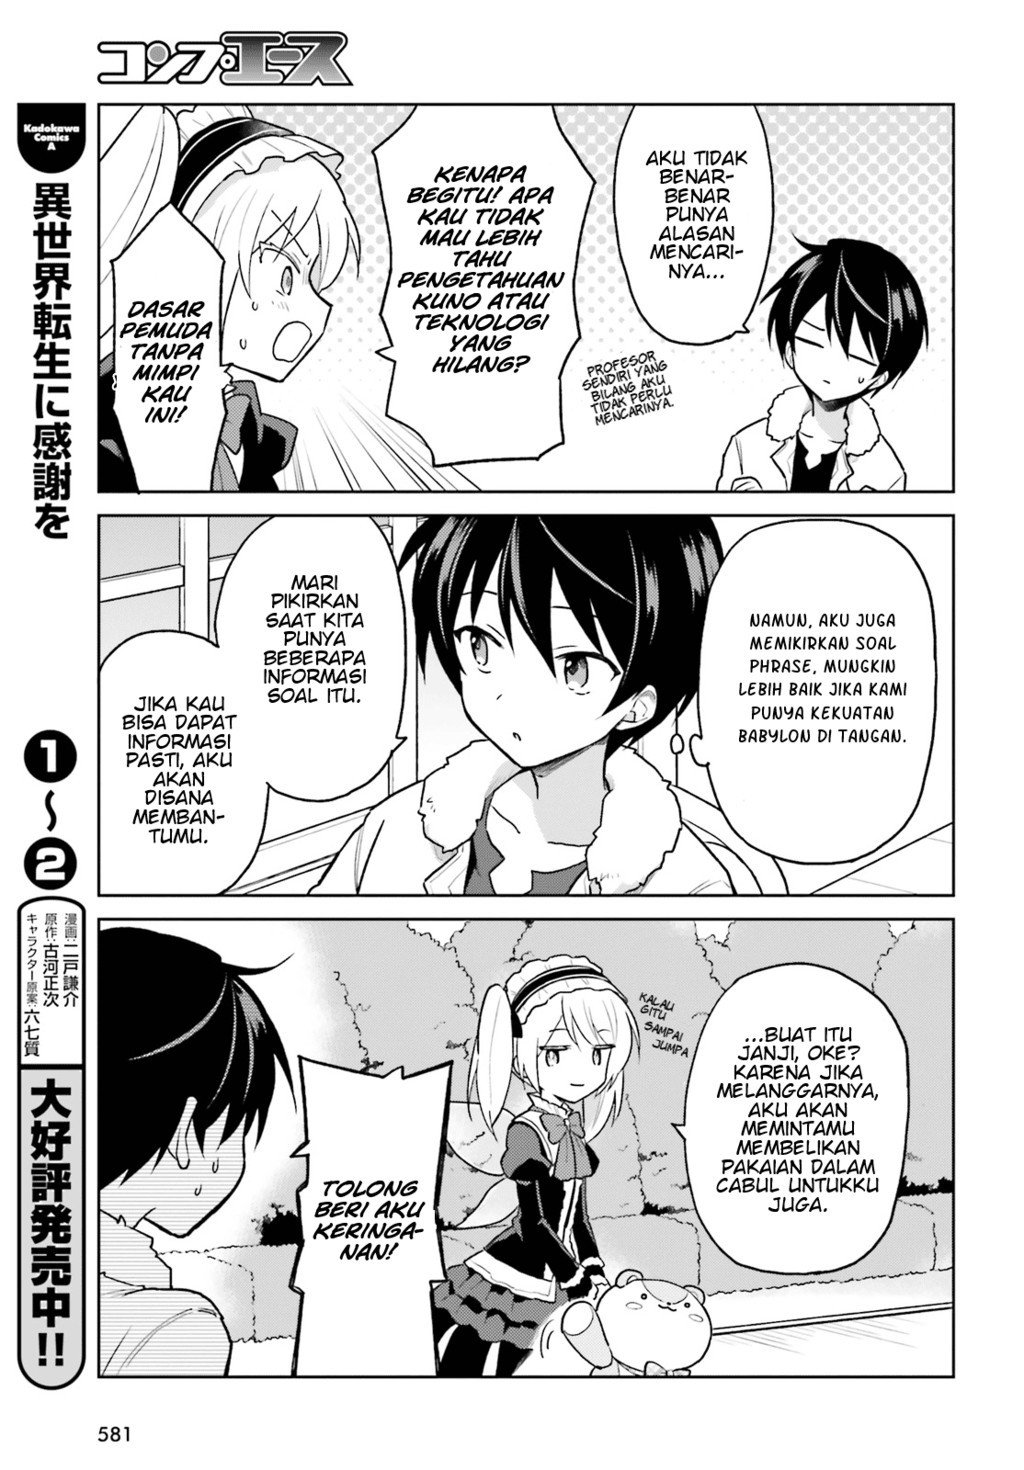 コンプ・エース
Kadokawa
Comics
A
異世界転生に感謝を
1〜2
漫画:二戸謙介
原作:古河正次
キャラクター原案:六七質
大好評発売中!!
AKU TIDAK
BENAR-
BENAR
PUNYA
ALASAN
MENCARI-
NYA...
PROFESOR
SENDIRI YANG
BILANG AKU
TIDAK PERLU
MENCARINYA.
KENAPA
BEGITU! APA
KAU TIDAK
MAU LEBIH
TAHU
PENGETAHUAN
KUNO ATAU
TEKNOLOGI
YANG
HILANG?
DASAR
PEMUDA
TANPA
MIMPI
KAU
INI!
NAMUN, AKU JUGA
MEMIKIRKAN SOAL
PHRASE, MUNGKIN
LEBIH BAIK JIKA KAMI
PUNYA KEKUATAN
BABYLON DI TANGAN.
MARI
PIKIRKAN
SAAT KITA
PUNYA
BEBERAPA
INFORMASI
SOAL ITU.
JIKA KAU
BISA DAPAT
INFORMASI
PASTI, AKU
AKAN
DISANA
MEMBAN-
TUMU.
...BUAT ITU
JANJI, OKE?
KARENA JIKA
MELANGGARNYA,
AKU AKAN
MEMINTAMU
MEMBELIKAN
PAKAIAN DALAM
CABUL UNTUKKU
JUGA.
KALAU
GITU
SAMPAI
JUMPA
TOLONG
BERI AKU
KERINGA-
NAN!
581